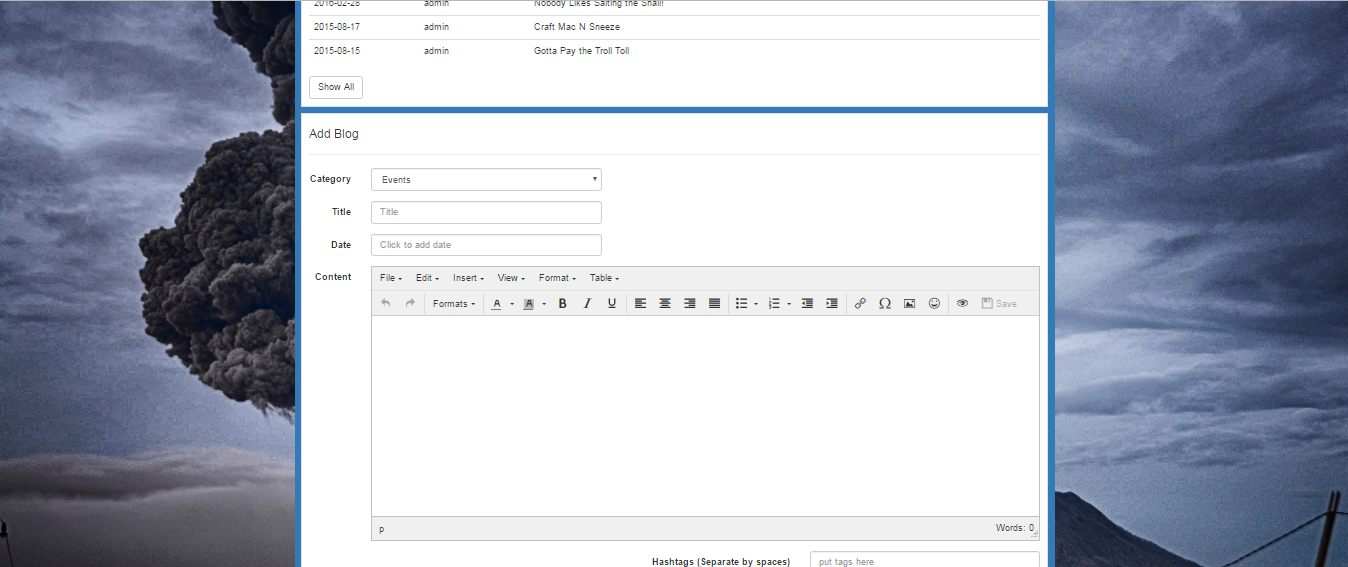 2016-02-28 admin Nobody Likes Salting the Snail!
2015-08-17 admin Craft Mac N Sneeze
2015-08-15 admin Gotta Pay the Troll Toll
Show All
Add Blog
Category Events
Title Title
Date Click to add date
Content File Edit Insert View Format Table
Formats A A B I U Save
p Words: 0
Hashtags (Separate by spaces) put tags here